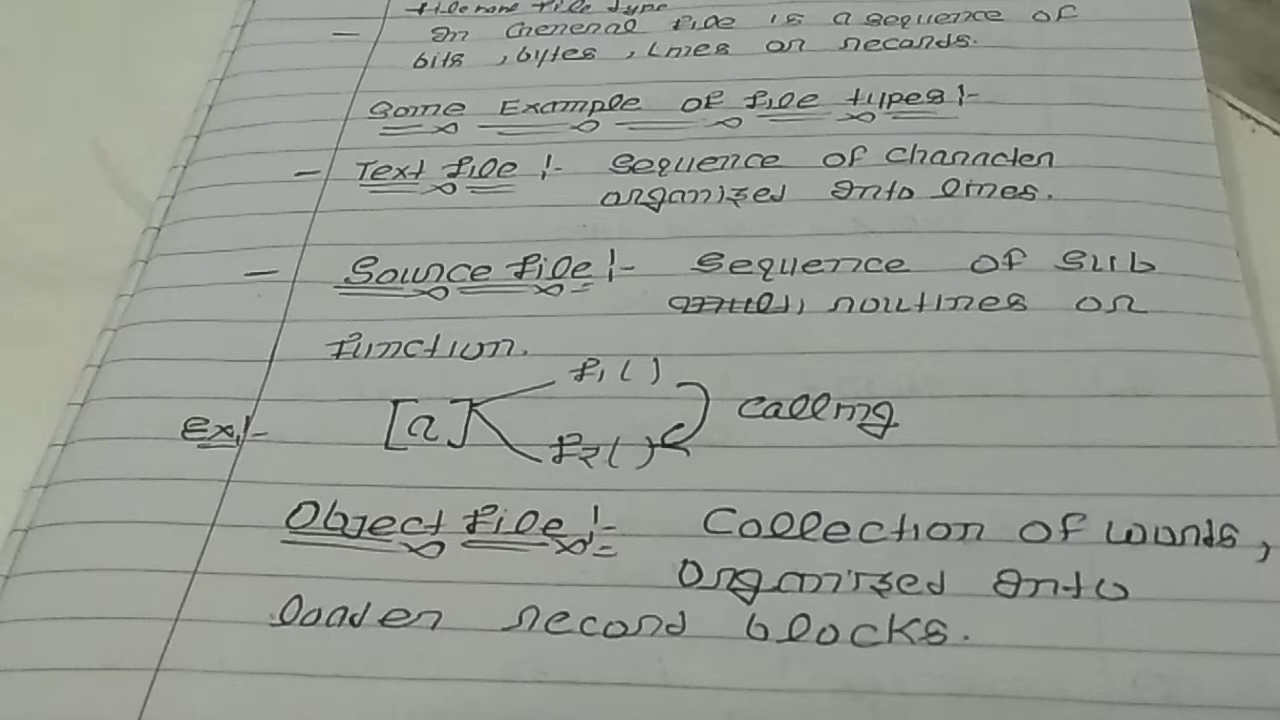 file type
— In General file is a sequence of
bits, bytes, lines or records.
Some Example of file types:-
— Text file :- Sequence of character
organized into lines.
— Source file :- Sequence of sub
routines or
function.
Ex:- [a] f1() f2() calling
Object file :- Collection of words,
organized into
loader record blocks.